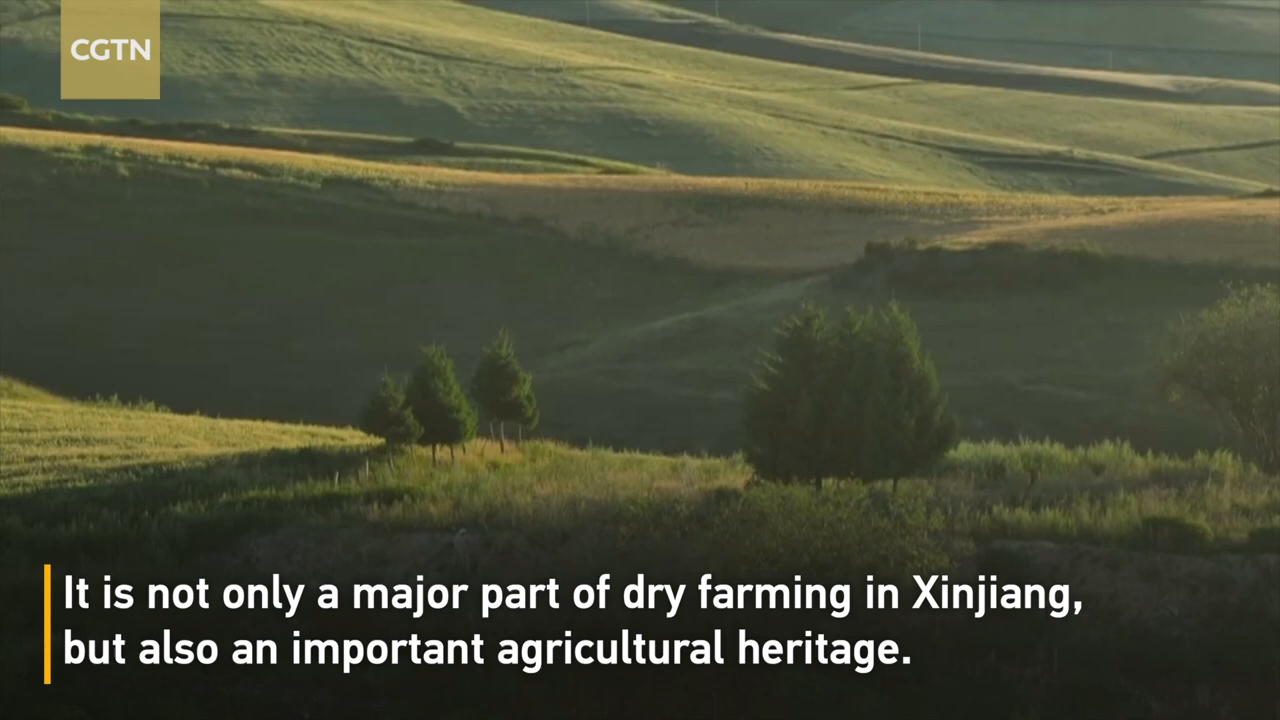 CGTN
It is not only a major part of dry farming in Xinjiang,
but also an important agricultural heritage.